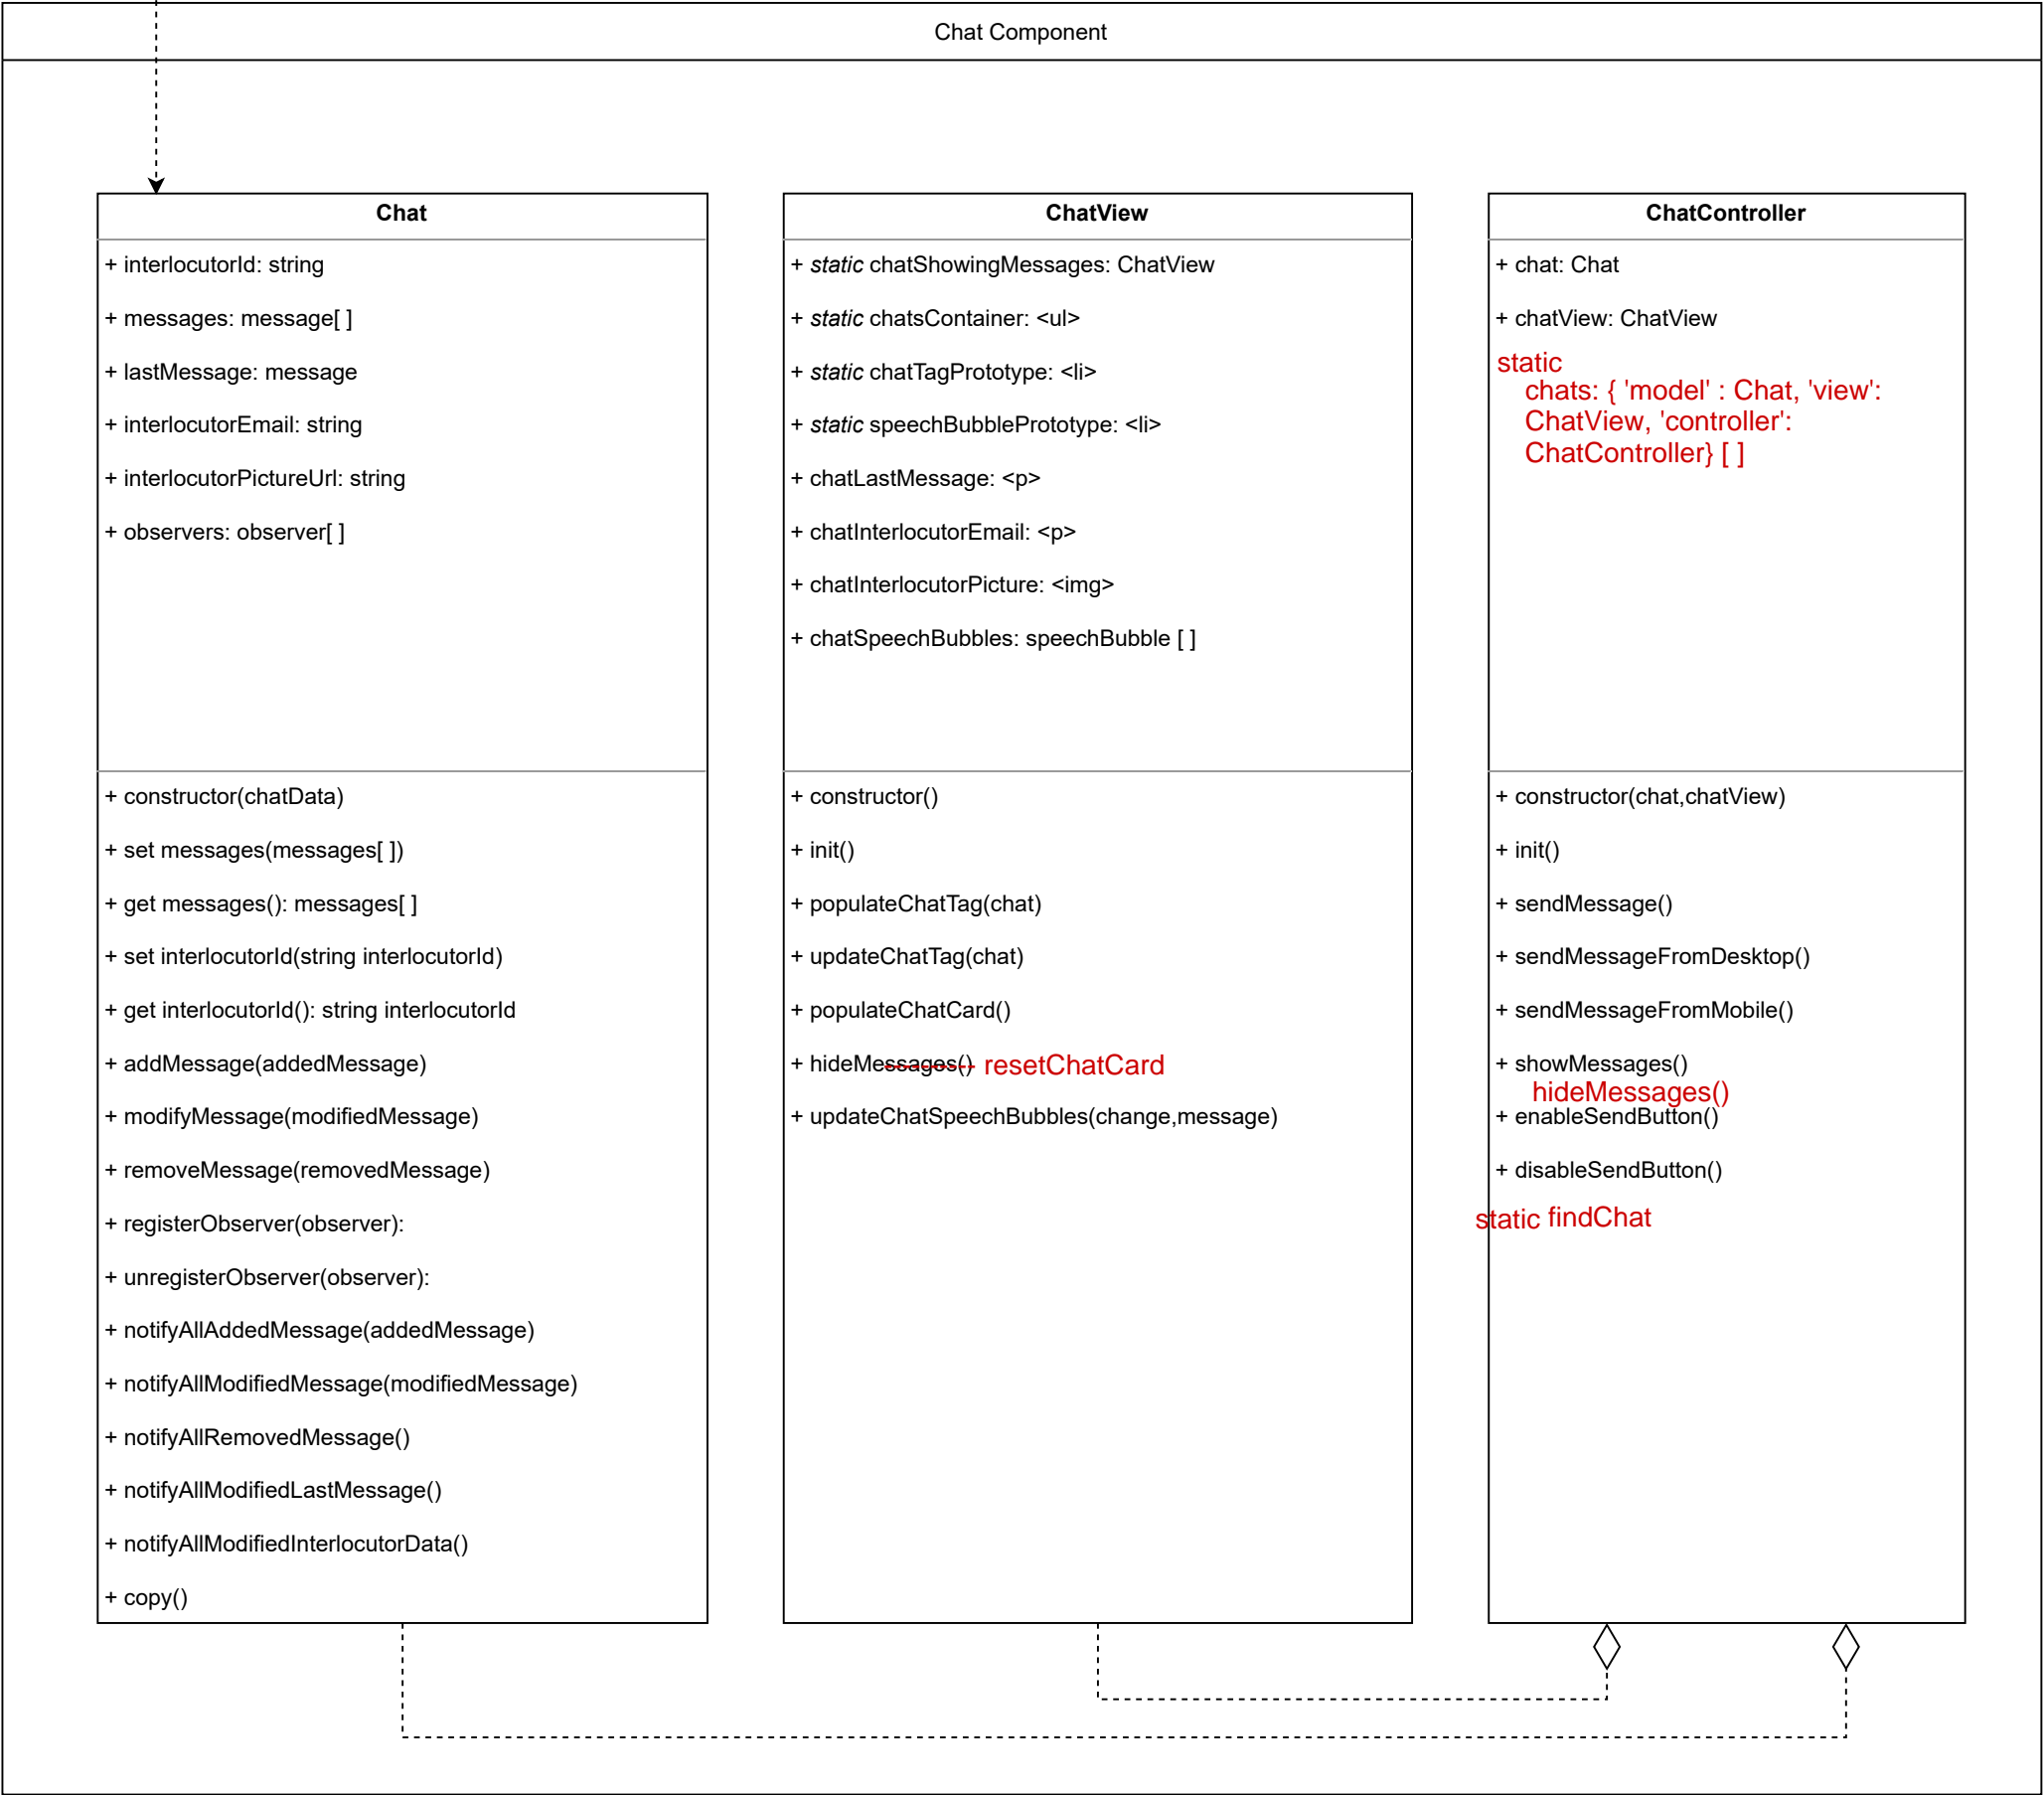 Chat Component
Chat
+ interlocutorId: string
+ messages: message[ ]
+ lastMessage: message
+ interlocutorEmail: string
+ interlocutorPictureUrl: string
+ observers: observer[ ]
+ constructor(chatData)
+ set messages(messages[ ])
+ get messages(): messages[ ]
+ set interlocutorId(string interlocutorId)
+ get interlocutorId(): string interlocutorId
+ addMessage(addedMessage)
+ modifyMessage(modifiedMessage)
+ removeMessage(removedMessage)
+ registerObserver(observer):
+ unregisterObserver(observer):
+ notifyAllAddedMessage(addedMessage)
+ notifyAllModifiedMessage(modifiedMessage)
+ notifyAllRemovedMessage()
+ notifyAllModifiedLastMessage()
+ notifyAllModifiedInterlocutorData()
+ copy()
ChatView
+ static chatShowingMessages: ChatView
+ static chatsContainer: <ul>
+ static chatTagPrototype: <li>
+ static speechBubblePrototype: <li>
+ chatLastMessage: <p>
+ chatInterlocutorEmail: <p>
+ chatInterlocutorPicture: <img>
+ chatSpeechBubbles: speechBubble [ ]
+ constructor()
+ init()
+ populateChatTag(chat)
+ updateChatTag(chat)
+ populateChatCard()
+ hideMessages() resetChatCard
+ updateChatSpeechBubbles(change,message)
ChatController
+ chat: Chat
+ chatView: ChatView
static
chats: { 'model' : Chat, 'view':
ChatView, 'controller':
ChatController} [ ]
+ constructor(chat,chatView)
+ init()
+ sendMessage()
+ sendMessageFromDesktop()
+ sendMessageFromMobile()
+ showMessages()
hideMessages()
+ enableSendButton()
+ disableSendButton()
static findChat